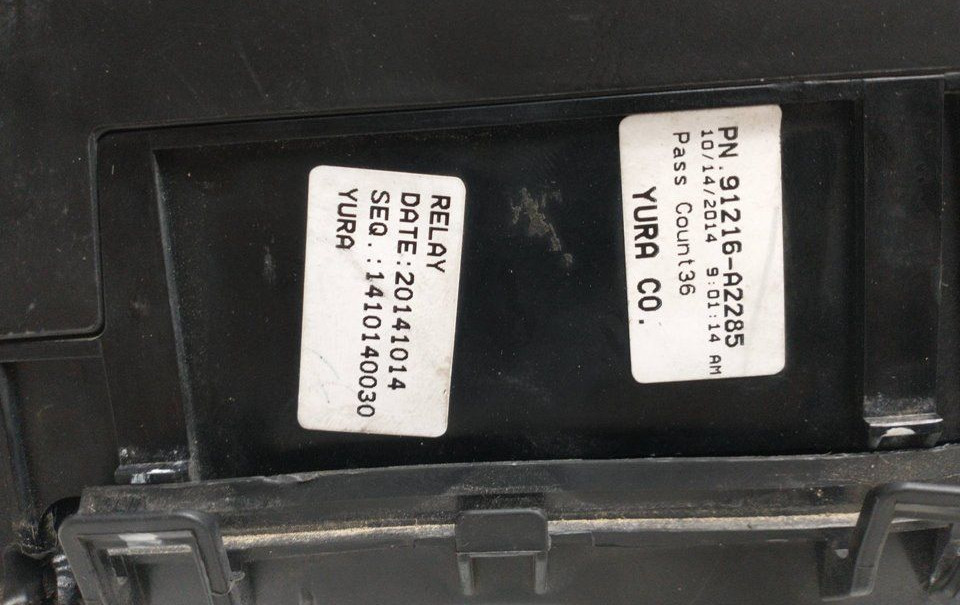 RELAY
DATE:20141014
SEQ.:1410140030
YURA
PN.91216-A2285
10/14/2014 9:01:14 AM
Pass Count36
YURA CO.